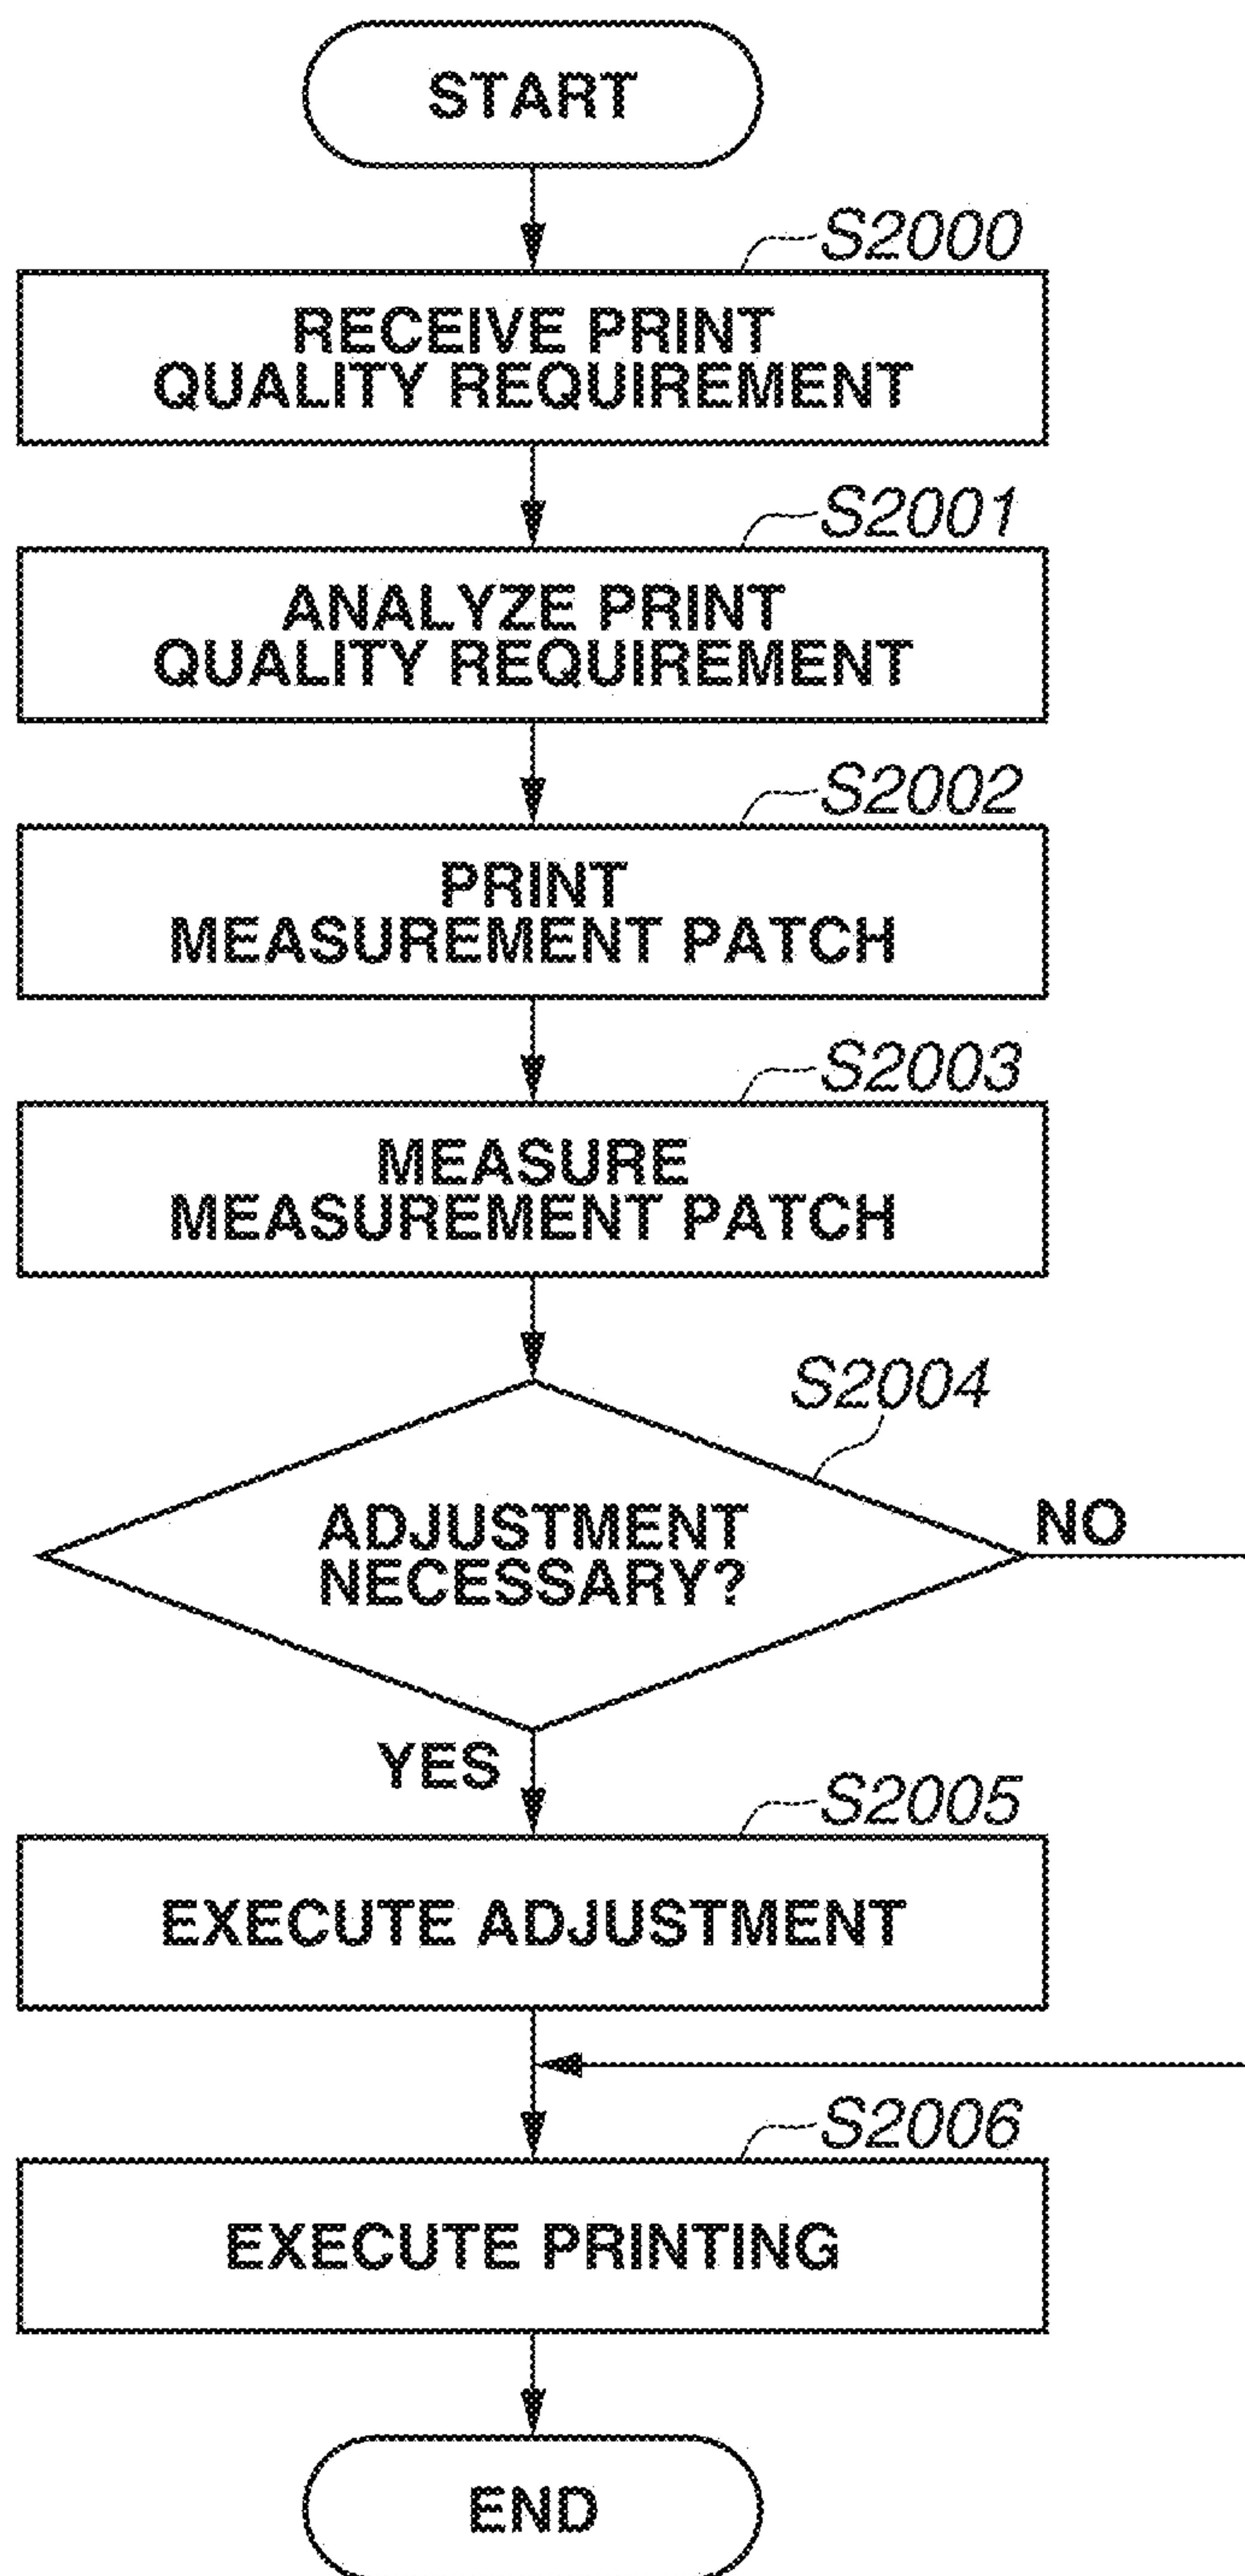 START
S2000
RECEIVE PRINT
QUALITY REQUIREMENT
S2001
ANALYZE PRINT
QUALITY REQUIREMENT
S2002
PRINT
MEASUREMENT PATCH
S2003
MEASURE
MEASUREMENT PATCH
S2004
ADJUSTMENT
NECESSARY?
NO
YES
S2005
EXECUTE ADJUSTMENT
S2006
EXECUTE PRINTING
END